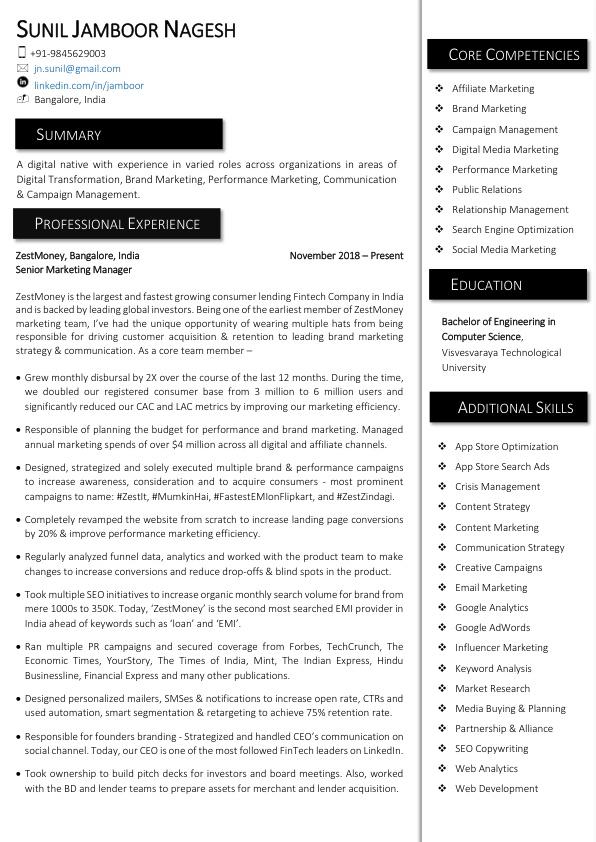 SUNIL JAMBOOR NAGESH
+91-9845629003
jn.sunil@gmail.com
linkedin.com/in/jamboor
Bangalore, India
SUMMARY
A digital native with experience in varied roles across organizations in areas of
Digital Transformation, Brand Marketing, Performance Marketing, Communication
& Campaign Management.
PROFESSIONAL EXPERIENCE
ZestMoney, Bangalore, India November 2018 – Present
Senior Marketing Manager
ZestMoney is the largest and fastest growing consumer lending Fintech Company in India
and is backed by leading global investors. Being one of the earliest member of ZestMoney
marketing team, I've had the unique opportunity of wearing multiple hats from being
responsible for driving customer acquisition & retention to leading brand marketing
strategy & communication. As a core team member –
• Grew monthly disbursal by 2X over the course of the last 12 months. During the time,
we doubled our registered consumer base from 3 million to 6 million users and
significantly reduced our CAC and LAC metrics by improving our marketing efficiency.
• Responsible of planning the budget for performance and brand marketing. Managed
annual marketing spends of over $4 million across all digital and affiliate channels.
• Designed, strategized and solely executed multiple brand & performance campaigns
to increase awareness, consideration and to acquire consumers - most prominent
campaigns to name: #ZestIt, #MumkinHai, #FastestEMIonFlipkart, and #ZestZindagi.
• Completely revamped the website from scratch to increase landing page conversions
by 20% & improve performance marketing efficiency.
• Regularly analyzed funnel data, analytics and worked with the product team to make
changes to increase conversions and reduce drop-offs & blind spots in the product.
• Took multiple SEO initiatives to increase organic monthly search volume for brand from
mere 1000s to 350K. Today, 'ZestMoney' is the second most searched EMI provider in
India ahead of keywords such as 'loan' and 'EMI'.
• Ran multiple PR campaigns and secured coverage from Forbes, TechCrunch, The
Economic Times, YourStory, The Times of India, Mint, The Indian Express, Hindu
Businessline, Financial Express and many other publications.
• Designed personalized mailers, SMSes & notifications to increase open rate, CTRs and
used automation, smart segmentation & retargeting to achieve 75% retention rate.
• Responsible for founders branding - Strategized and handled CEO's communication on
social channel. Today, our CEO is one of the most followed FinTech leaders on LinkedIn.
• Took ownership to build pitch decks for investors and board meetings. Also, worked
with the BD and lender teams to prepare assets for merchant and lender acquisition.
CORE COMPETENCIES
❖ Affiliate Marketing
❖ Brand Marketing
❖ Campaign Management
❖ Digital Media Marketing
❖ Performance Marketing
❖ Public Relations
❖ Relationship Management
❖ Search Engine Optimization
❖ Social Media Marketing
EDUCATION
Bachelor of Engineering in
Computer Science,
Visvesvaraya Technological
University
ADDITIONAL SKILLS
❖ App Store Optimization
❖ App Store Search Ads
❖ Crisis Management
❖ Content Strategy
❖ Content Marketing
❖ Communication Strategy
❖ Creative Campaigns
❖ Email Marketing
❖ Google Analytics
❖ Google AdWords
❖ Influencer Marketing
❖ Keyword Analysis
❖ Market Research
❖ Media Buying & Planning
❖ Partnership & Alliance
❖ SEO Copywriting
❖ Web Analytics
❖ Web Development